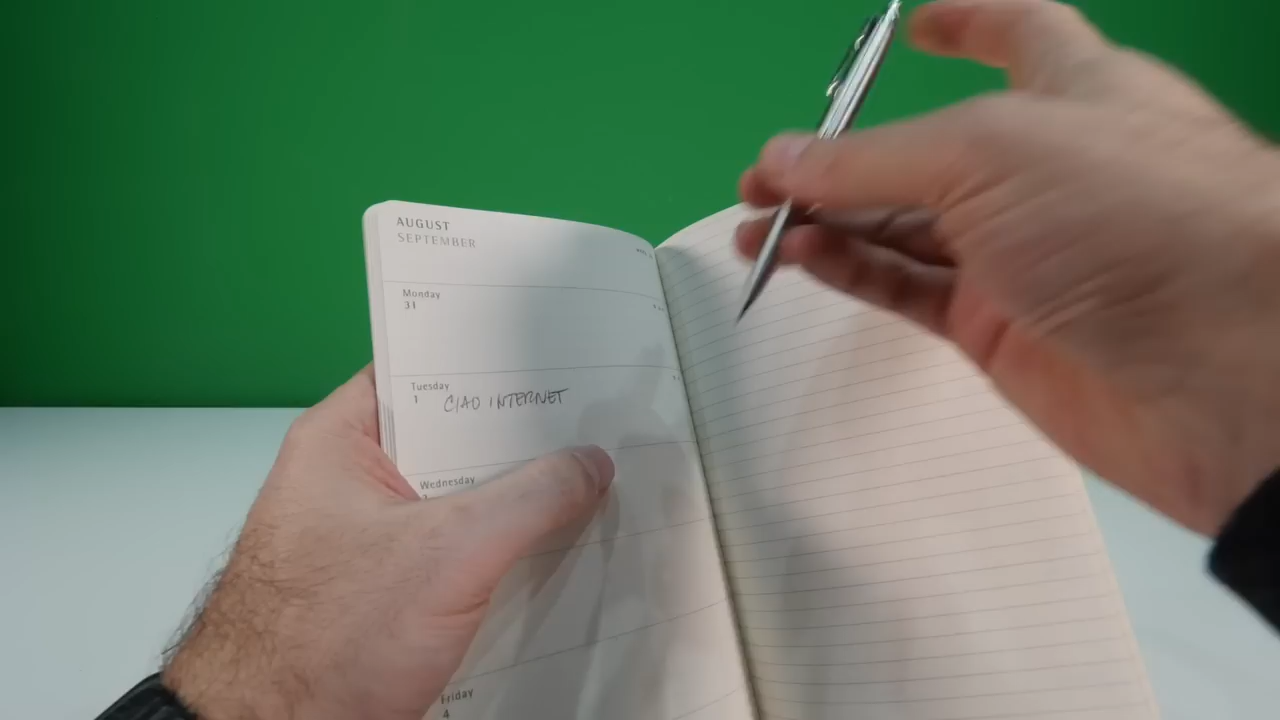 AUGUST
SEPTEMBER
Monday
31
Tuesday
1
CIAO INTERNET
Wednesday
Friday
4